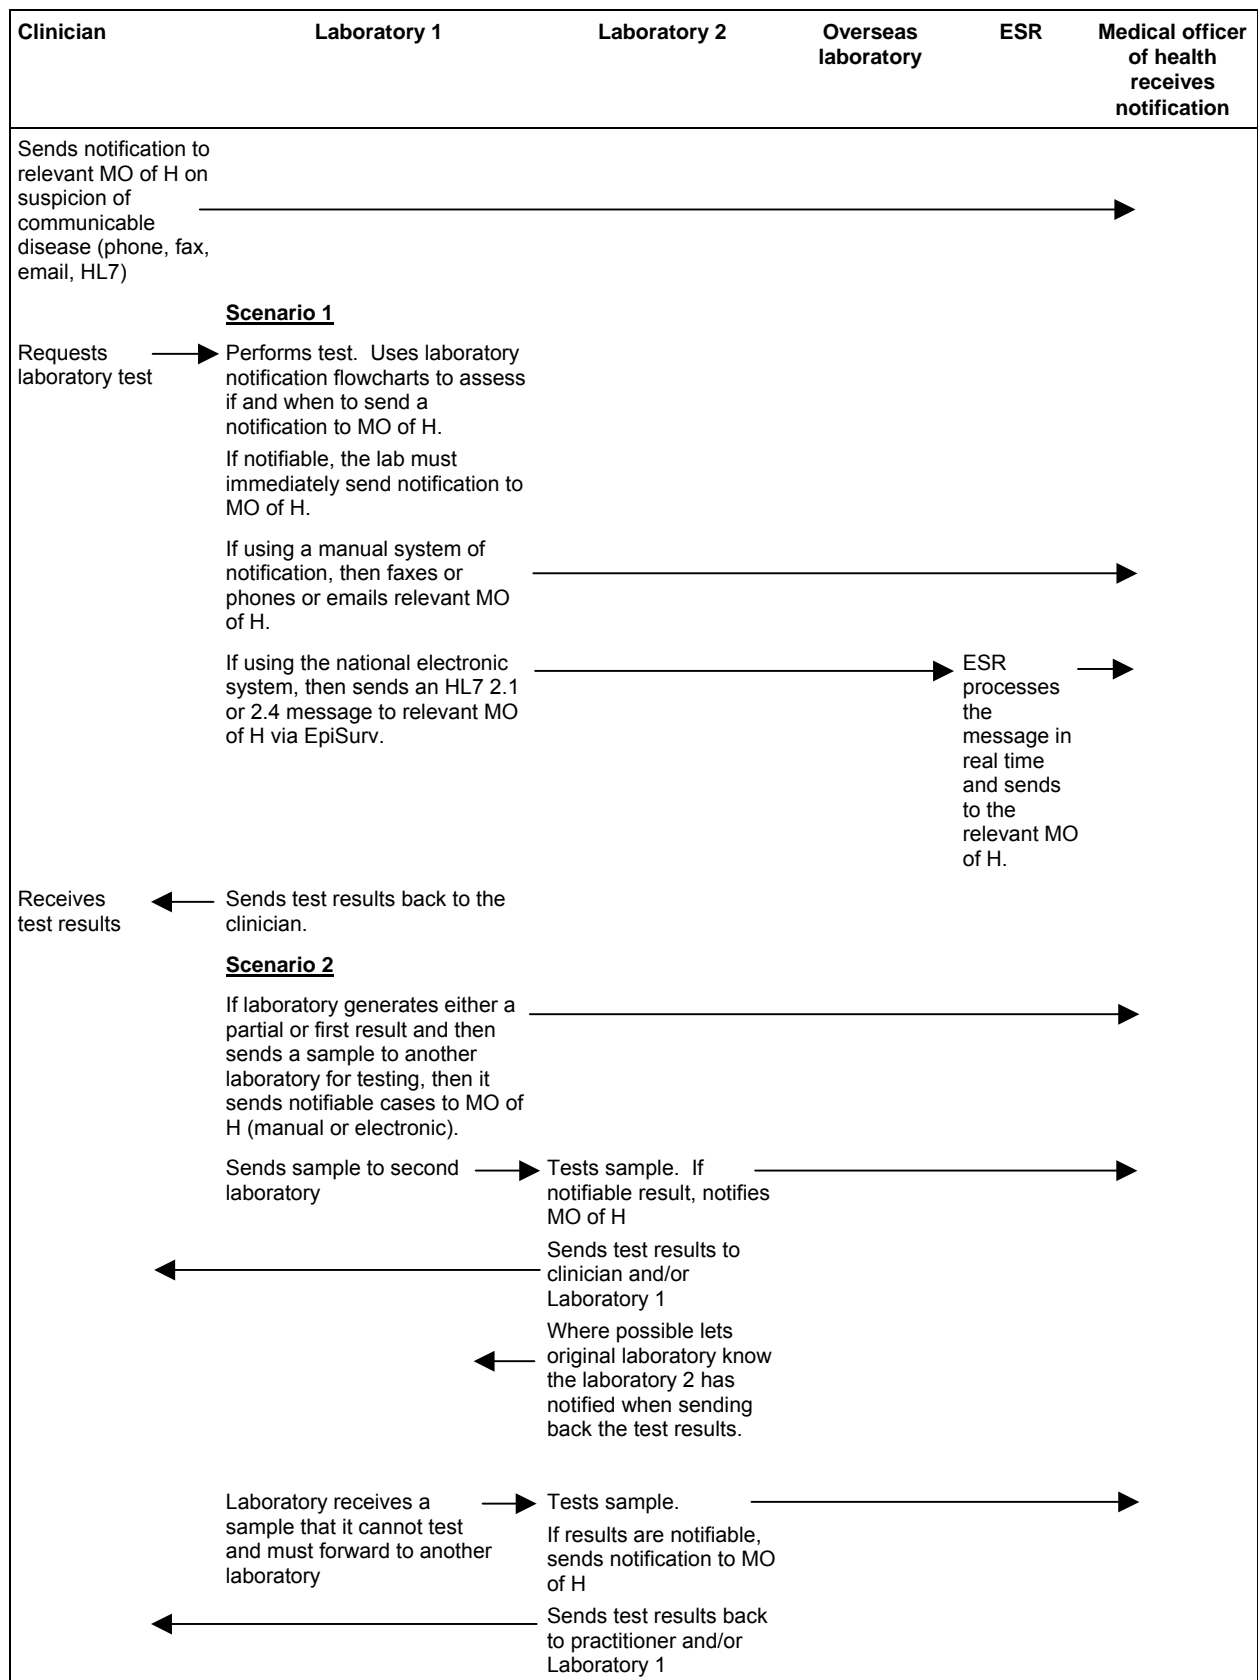 Clinician
Laboratory 1
Laboratory 2
Overseas
laboratory
ESR
Medical officer
of health
receives
notification
Sends notification to
relevant MO of H on
suspicion of
communicable
disease (phone, fax,
email, HL7)
Scenario 1
Requests
laboratory test
Performs test. Uses laboratory
notification flowcharts to assess
if and when to send a
notification to MO of H.
If notifiable, the lab must
immediately send notification to
MO of H.
If using a manual system of
notification, then faxes or
phones or emails relevant MO
of H.
If using the national electronic
system, then sends an HL7 2.1
or 2.4 message to relevant MO
of H via EpiSurv.
ESR
processes
the
message in
real time
and sends
to the
relevant MO
of H.
Receives
test results
Sends test results back to the
clinician.
Scenario 2
If laboratory generates either a
partial or first result and then
sends a sample to another
laboratory for testing, then it
sends notifiable cases to MO of
H (manual or electronic).
Sends sample to second
laboratory
Tests sample. If
notifiable result, notifies
MO of H
Sends test results to
clinician and/or
Laboratory 1
Where possible lets
original laboratory know
the laboratory 2 has
notified when sending
back the test results.
Laboratory receives a
sample that it cannot test
and must forward to another
laboratory
Tests sample.
If results are notifiable,
sends notification to MO
of H
Sends test results back
to practitioner and/or
Laboratory 1